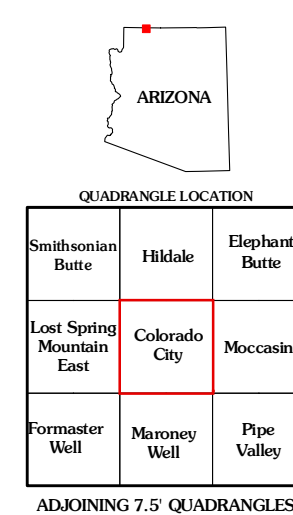 ARIZONA
QUADRANGLE LOCATION
Smithsonian
Butte
Hildale
Elephant
Butte
Lost Spring
Mountain
East
Colorado
City
Moccasin
Formaster
Well
Maroney
Well
Pipe
Valley
ADJOINING 7.5' QUADRANGLES